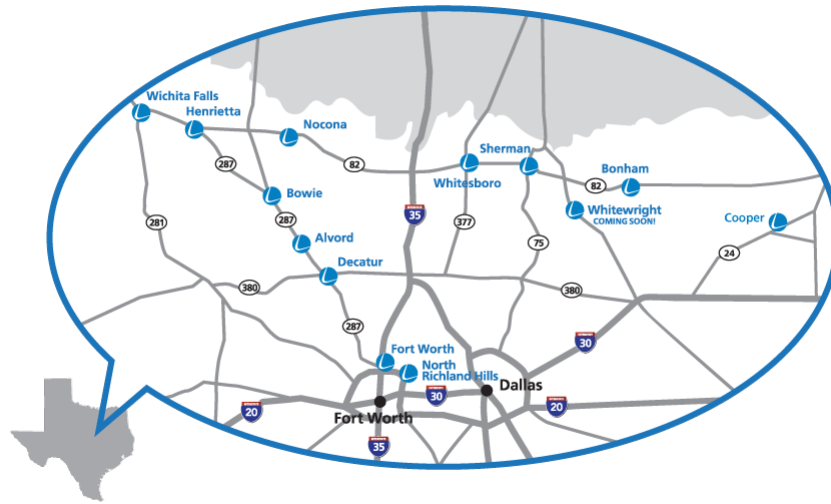 Wichita Falls
Henrietta
Nocona
Sherman
287
82
Whitesboro
Bonham
82
Bowie
35
377
Whitewright
COMING SOON!
Cooper
281
287
Alvord
75
24
Decatur
380
380
287
30
Fort Worth
North
Richland Hills
30
Dallas
20
Fort Worth
20
35